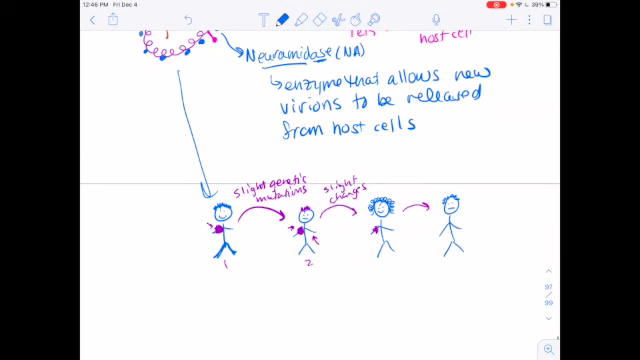 12:46 PM Fri Dec 4
39%
host cell
Neuramidase (NA)
enzyme that allows new
virions to be released
from host cells
slight genetic
mutations
slight
changes
1
2
97
99